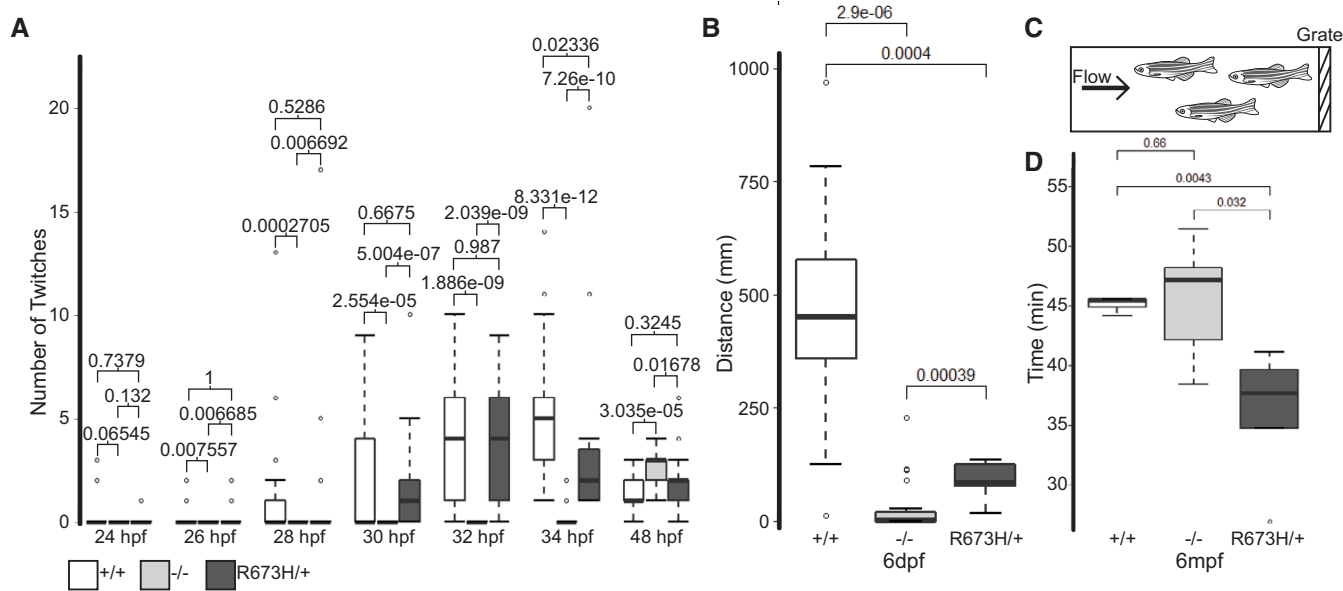 A
Number of Twitches
20
15
10
5
0
0.7379
0.132
0.06545
24 hpf
1
0.006685
0.007557
26 hpf
0.5286
0.006692
0.0002705
28 hpf
0.6675
5.004e-07
2.554e-05
30 hpf
2.039e-09
0.987
1.886e-09
32 hpf
0.02336
7.26e-10
8.331e-12
34 hpf
0.3245
0.01678
3.035e-05
48 hpf
+/+ -/- R673H/+
B
2.9e-06
0.0004
0.00039
Distance (mm)
1000
750
500
250
0
+/+ -/- R673H/+
6dpf
C
Grate
Flow
D
0.66
0.0043
0.032
Time (min)
55
50
45
40
35
30
+/+ -/- R673H/+
6mpf